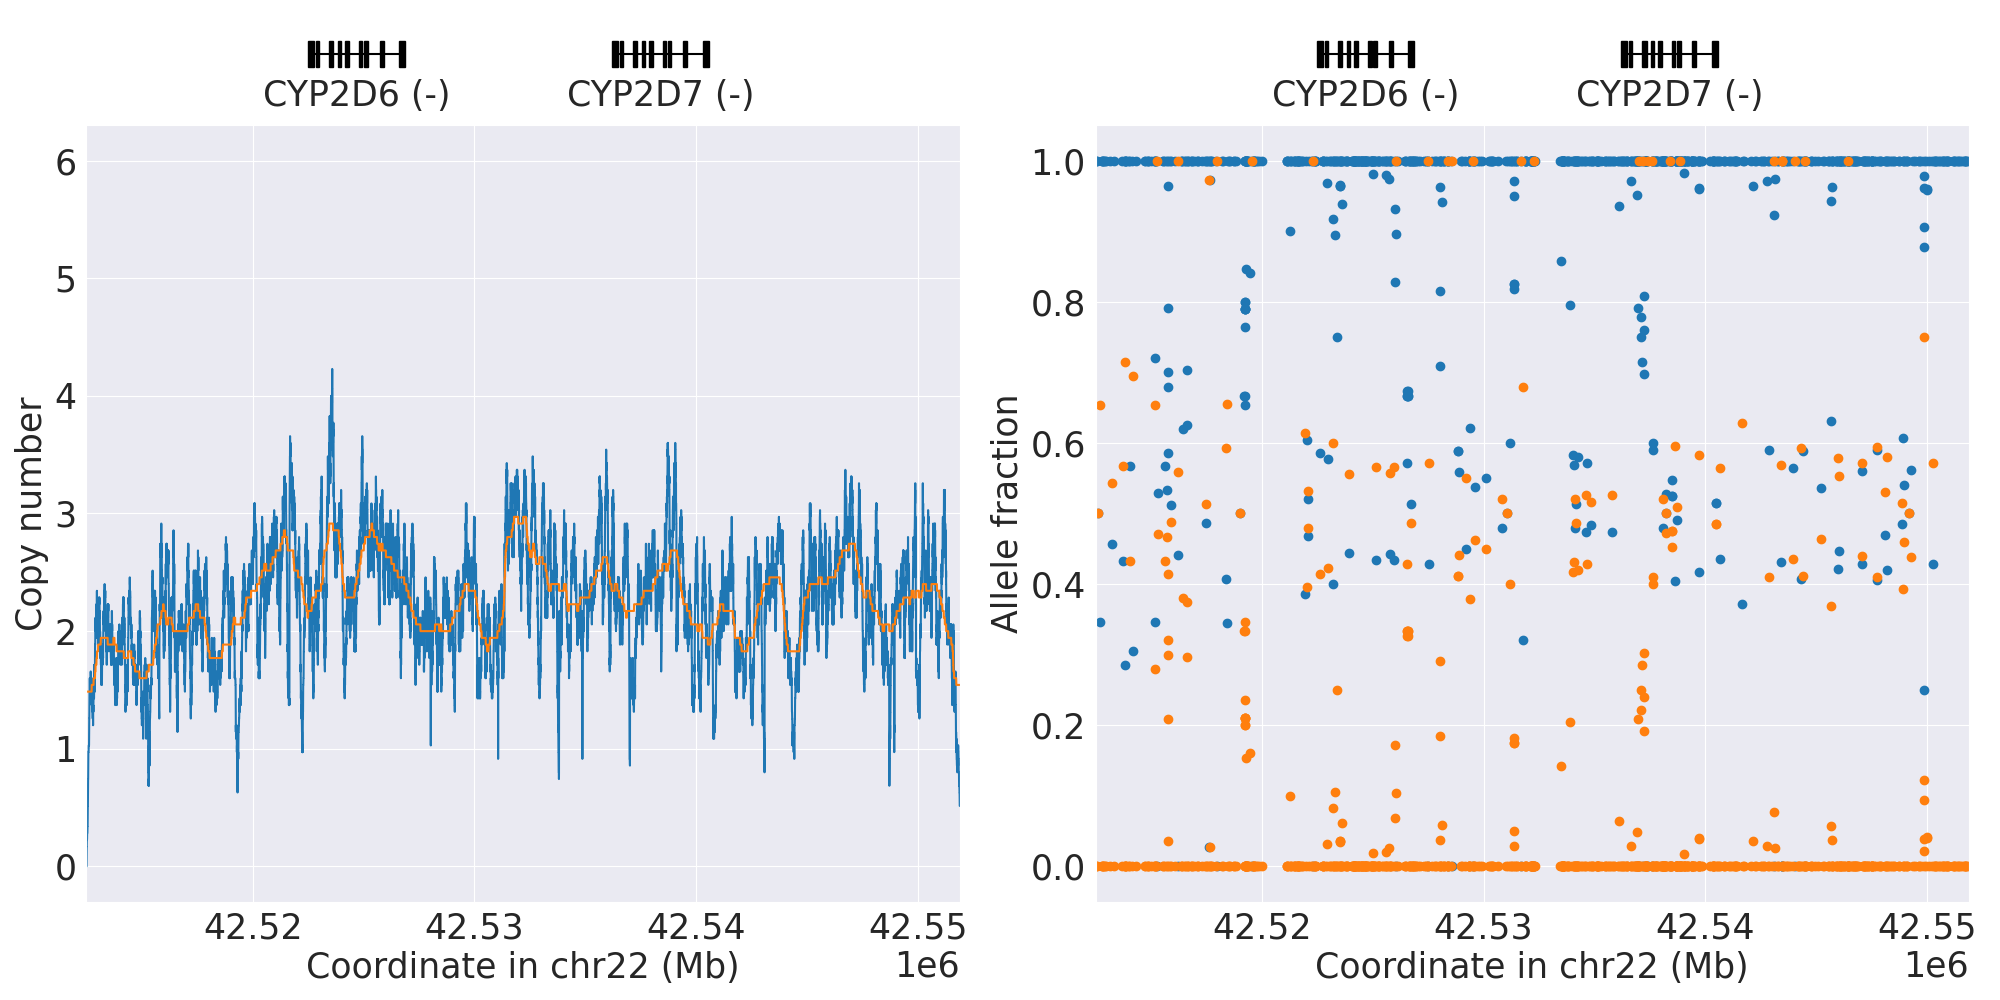 CYP2D6 (-) CYP2D7 (-)
6
5
4
3
2
1
0
Copy number
42.52 42.53 42.54 42.55
Coordinate in chr22 (Mb)
1e6
CYP2D6 (-) CYP2D7 (-)
1.0
0.8
0.6
0.4
0.2
0.0
Allele fraction
42.52 42.53 42.54 42.55
Coordinate in chr22 (Mb)
1e6